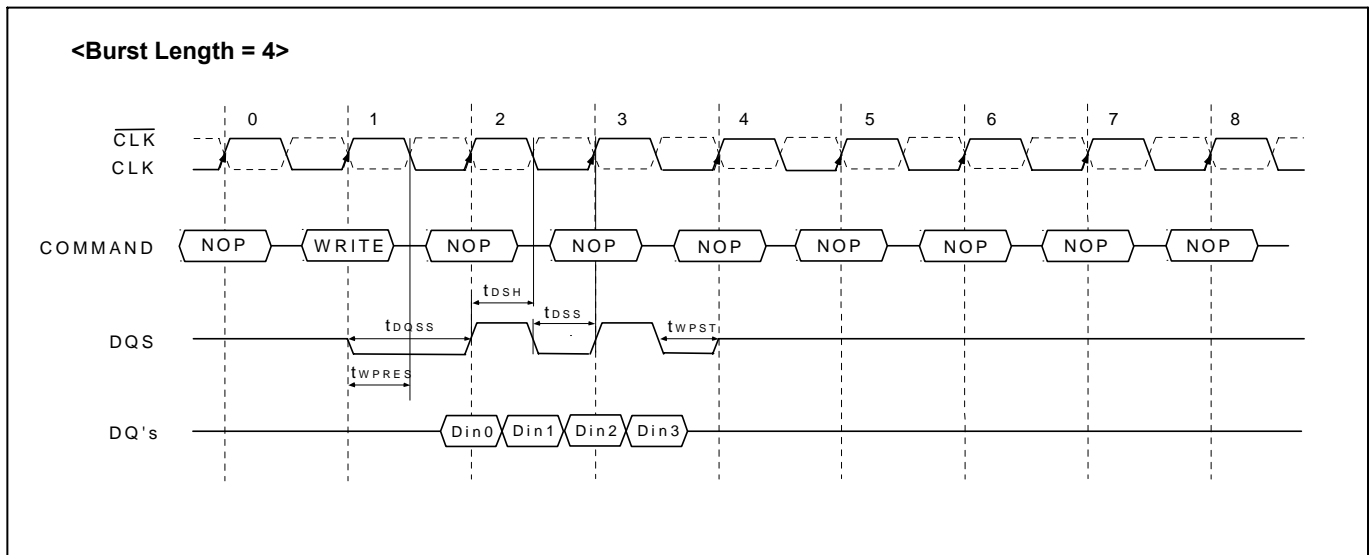 <Burst Length = 4>
0 1 2 3 4 5 6 7 8
CLK
CLK
COMMAND NOP WRITE NOP NOP NOP NOP NOP NOP NOP
tDSH
tDQSS tDSS tWPST
DQS
tWPRES
DQ's Din0 Din1 Din2 Din3